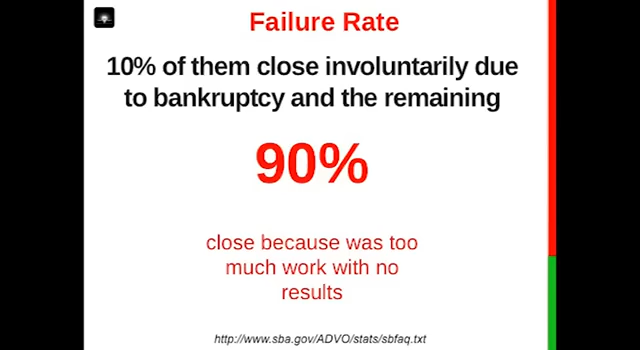 Failure Rate
10% of them close involuntarily due
to bankruptcy and the remaining
90%
close because was too
much work with no
results
http://www.sba.gov/ADVO/stats/sbfaq.txt